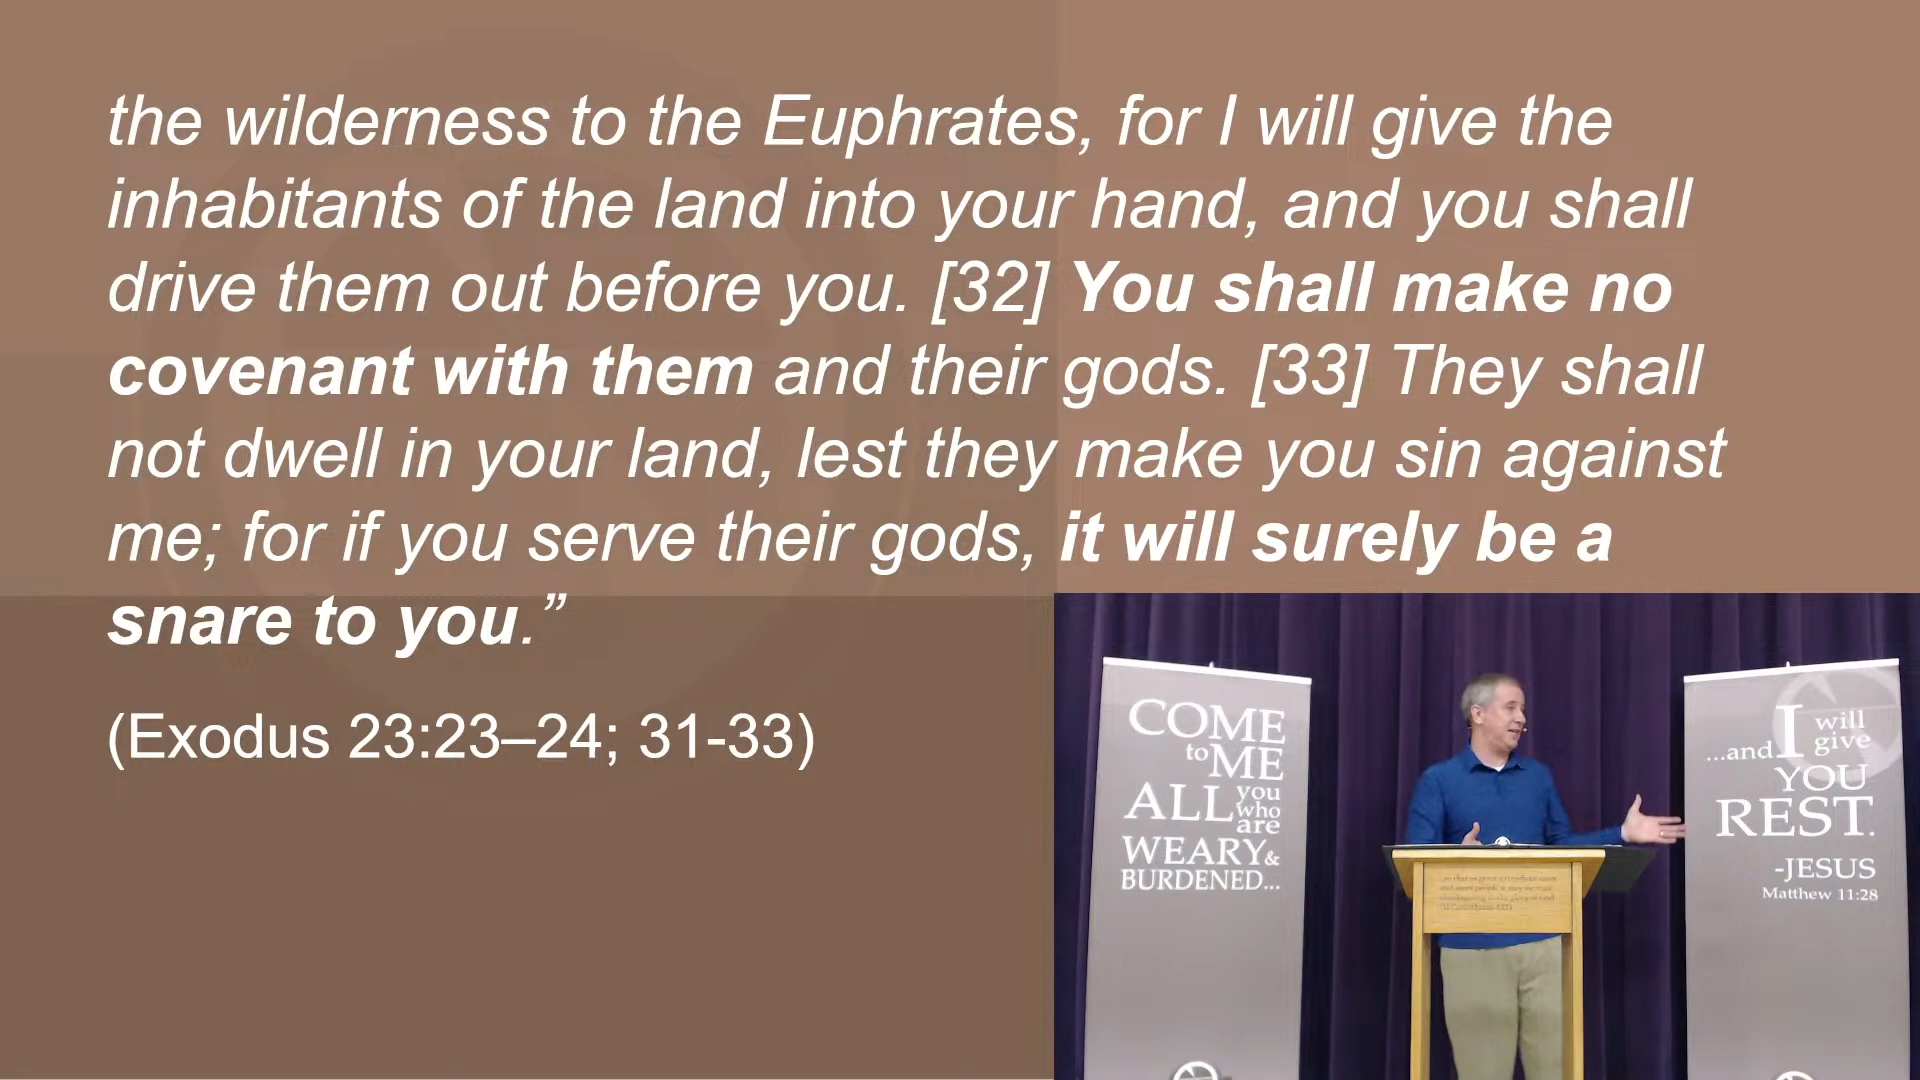 the wilderness to the Euphrates, for I will give the
inhabitants of the land into your hand, and you shall
drive them out before you. [32] You shall make no
covenant with them and their gods. [33] They shall
not dwell in your land, lest they make you sin against
me; for if you serve their gods, it will surely be a
snare to you.”
(Exodus 23:23–24; 31-33)
COME
to ME
ALL you who are
WEARY &
BURDENED...
...and I will give
YOU
REST.
-JESUS
Matthew 11:28